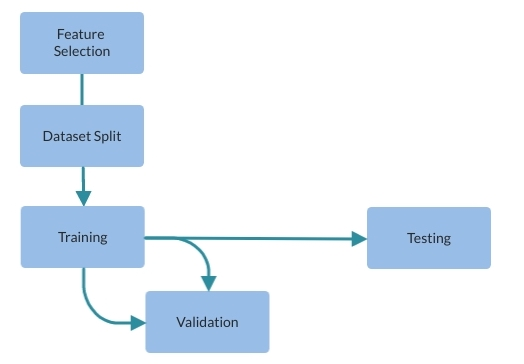 Feature
Selection
Dataset Split
Training
Testing
Validation